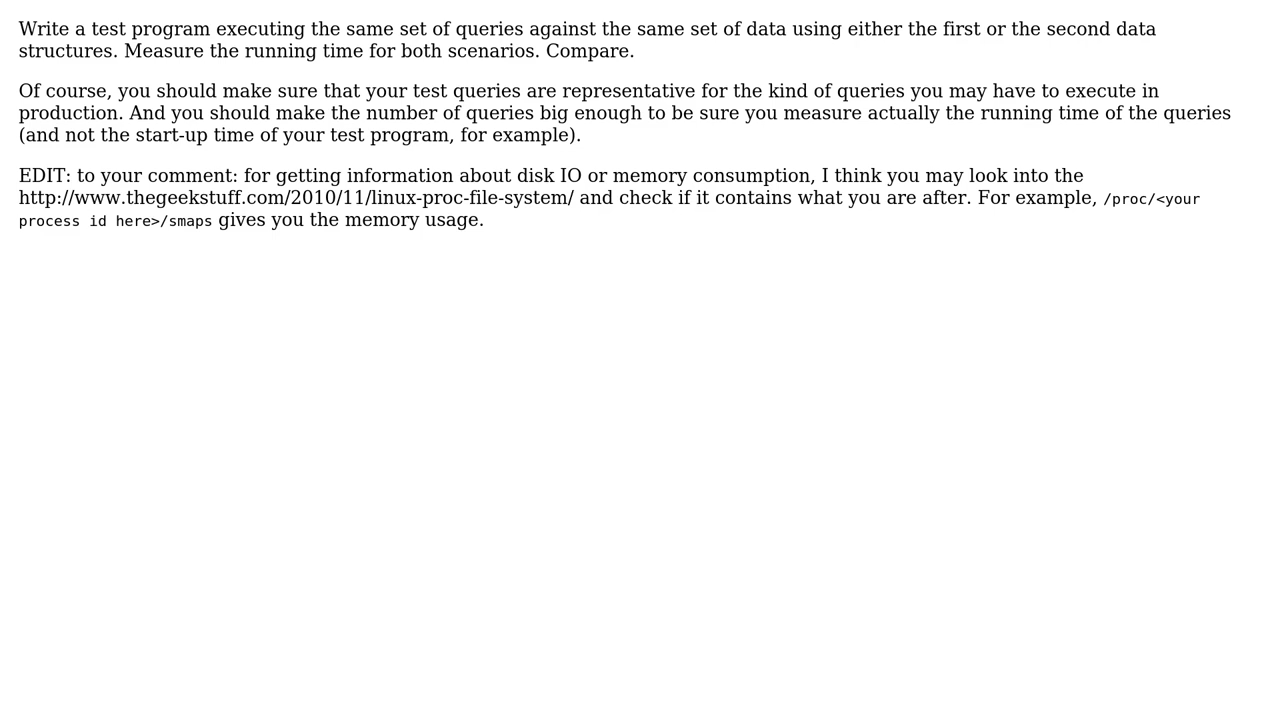 Write a test program executing the same set of queries against the same set of data using either the first or the second data
structures. Measure the running time for both scenarios. Compare.
Of course, you should make sure that your test queries are representative for the kind of queries you may have to execute in
production. And you should make the number of queries big enough to be sure you measure actually the running time of the queries
(and not the start-up time of your test program, for example).
EDIT: to your comment: for getting information about disk IO or memory consumption, I think you may look into the
http://www.thegeekstuff.com/2010/11/linux-proc-file-system/ and check if it contains what you are after. For example, /proc/<your
process id here>/smaps gives you the memory usage.